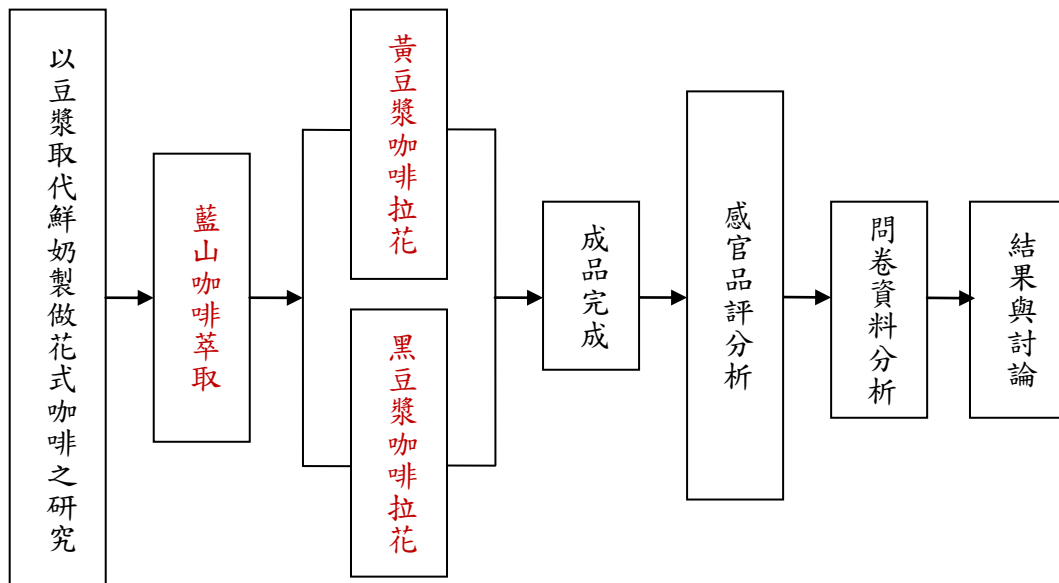 以豆漿取代鮮奶製做花式咖啡之研究
藍山咖啡萃取
黃豆漿咖啡拉花
黑豆漿咖啡拉花
成品完成
感官品評分析
問卷資料分析
結果與討論